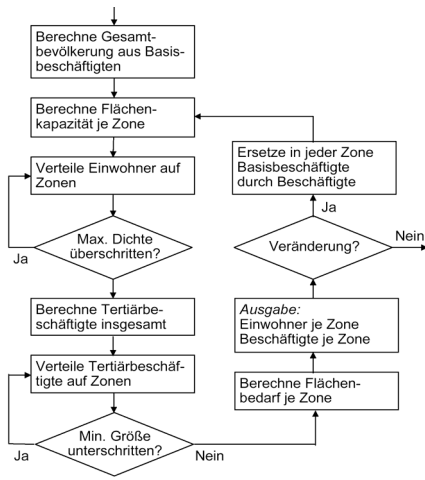 Berechne Gesamt-
bevölkerung aus Basis-
beschäftigten
Berechne Flächen-
kapazität je Zone
Verteile Einwohner auf
Zonen
Max. Dichte
überschritten?
Ja
Berechne Tertiärbe-
schäftigte insgesamt
Verteile Tertiärbeschäf-
tigte auf Zonen
Min. Größe
unterschritten?
Ja
Nein
Berechne Flächen-
bedarf je Zone
Ausgabe:
Einwohner je Zone
Beschäftigte je Zone
Veränderung?
Nein
Ja
Ersetze in jeder Zone
Basisbeschäftigte
durch Beschäftigte